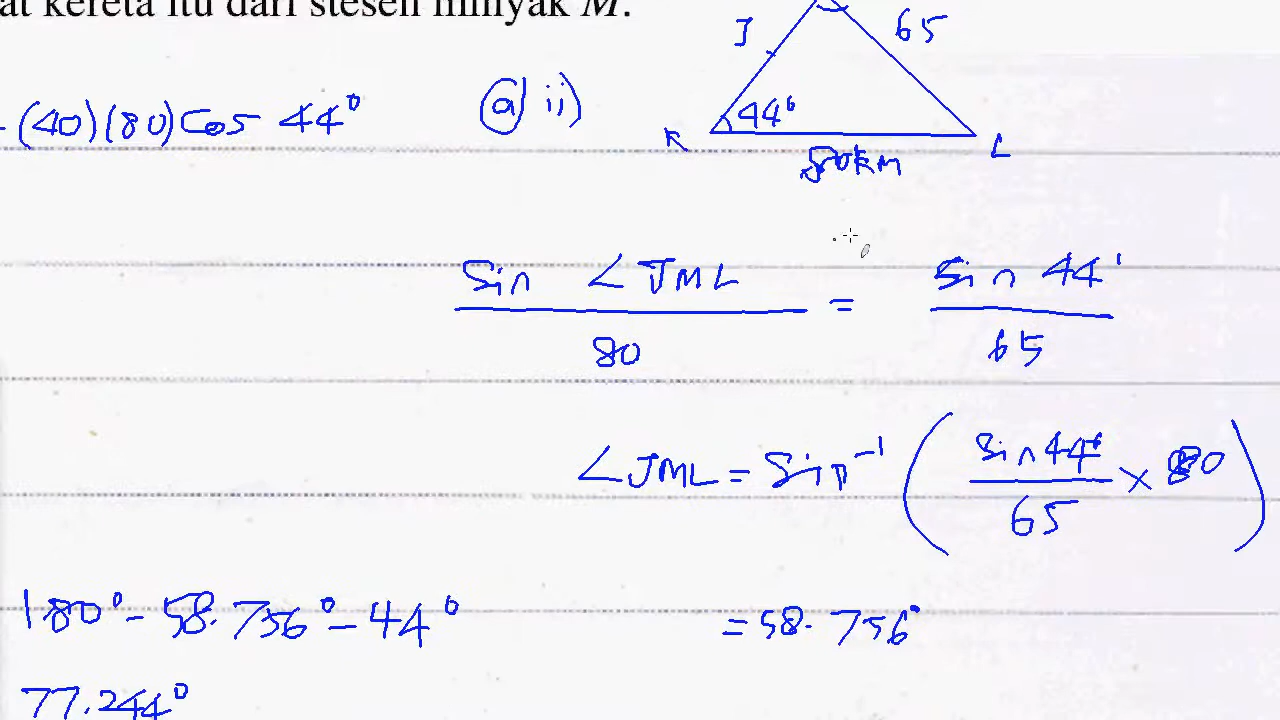 at kereta itu dari stesen minyak M.
J
65
- (40)(80) Cos 44°
a) ii)
44°
K
L
80km
Sin ∠JML / 80 = Sin 44° / 65
∠JML = Sin⁻¹ ( Sin 44° / 65 × 80 )
180° - 58.756° - 44°
= 58.756°
77.244°